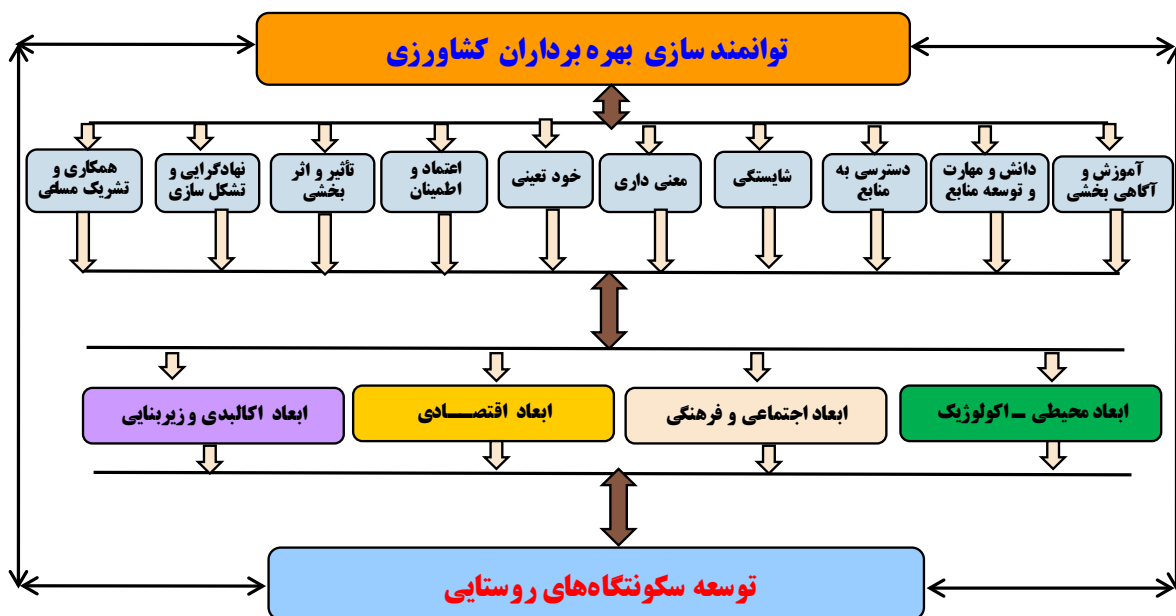 توانمند سازی بهره برداران کشاورزی
آموزش و
آگاهی بخشی
دانش و مهارت
و توسعه منابع
دسترسی به
منابع
شایستگی
معنی داری
خود تعینی
اعتماد و
اطمینان
تأثیر و اثر
بخشی
نهادگرایی و
تشکل سازی
همکاری و
تشریک مساعی
ابعاد محیطی ـ اکولوژیک
ابعاد اجتماعی و فرهنگی
ابعاد اقتصـــادی
ابعاد اکالبدی و زیربنایی
توسعه سکونتگاه‌های روستایی